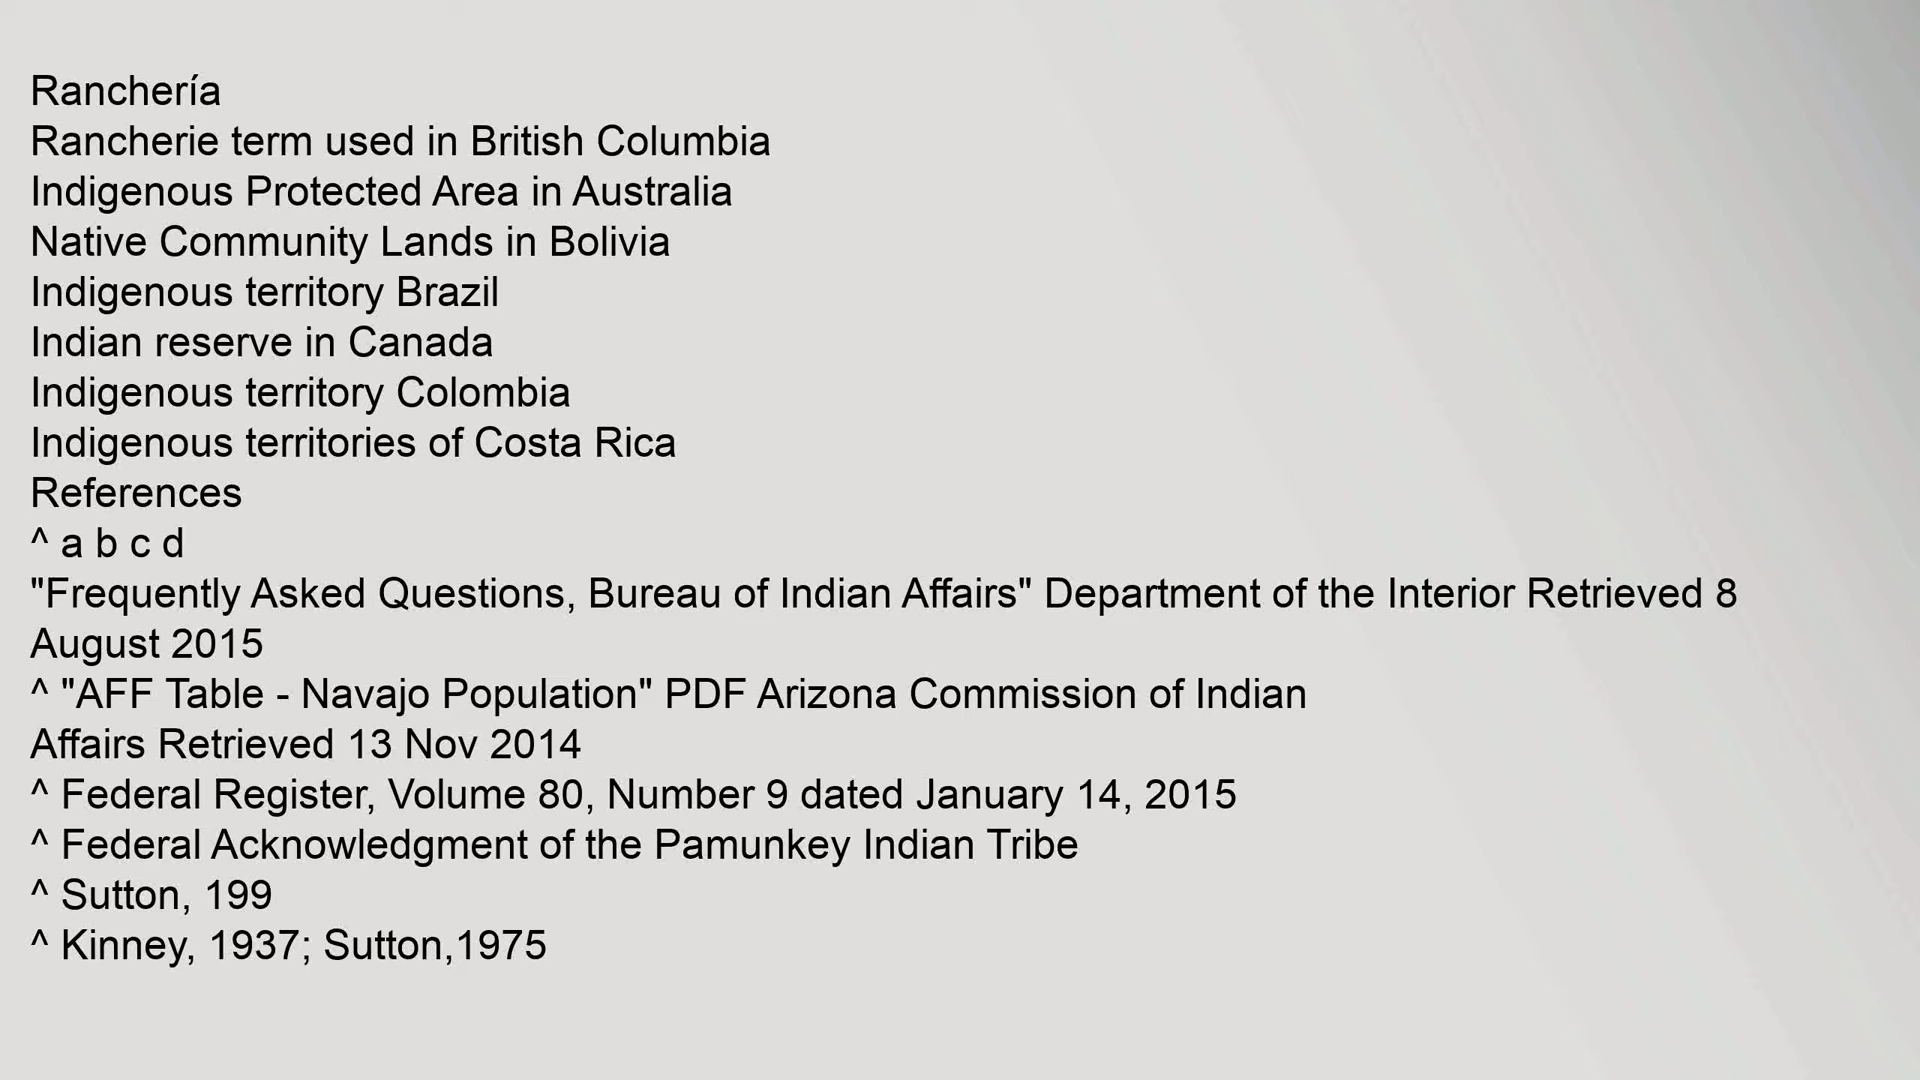 Ranchería
Rancherie term used in British Columbia
Indigenous Protected Area in Australia
Native Community Lands in Bolivia
Indigenous territory Brazil
Indian reserve in Canada
Indigenous territory Colombia
Indigenous territories of Costa Rica
References
^ a b c d
"Frequently Asked Questions, Bureau of Indian Affairs" Department of the Interior Retrieved 8
August 2015
^ "AFF Table - Navajo Population" PDF Arizona Commission of Indian
Affairs Retrieved 13 Nov 2014
^ Federal Register, Volume 80, Number 9 dated January 14, 2015
^ Federal Acknowledgment of the Pamunkey Indian Tribe
^ Sutton, 199
^ Kinney, 1937; Sutton,1975